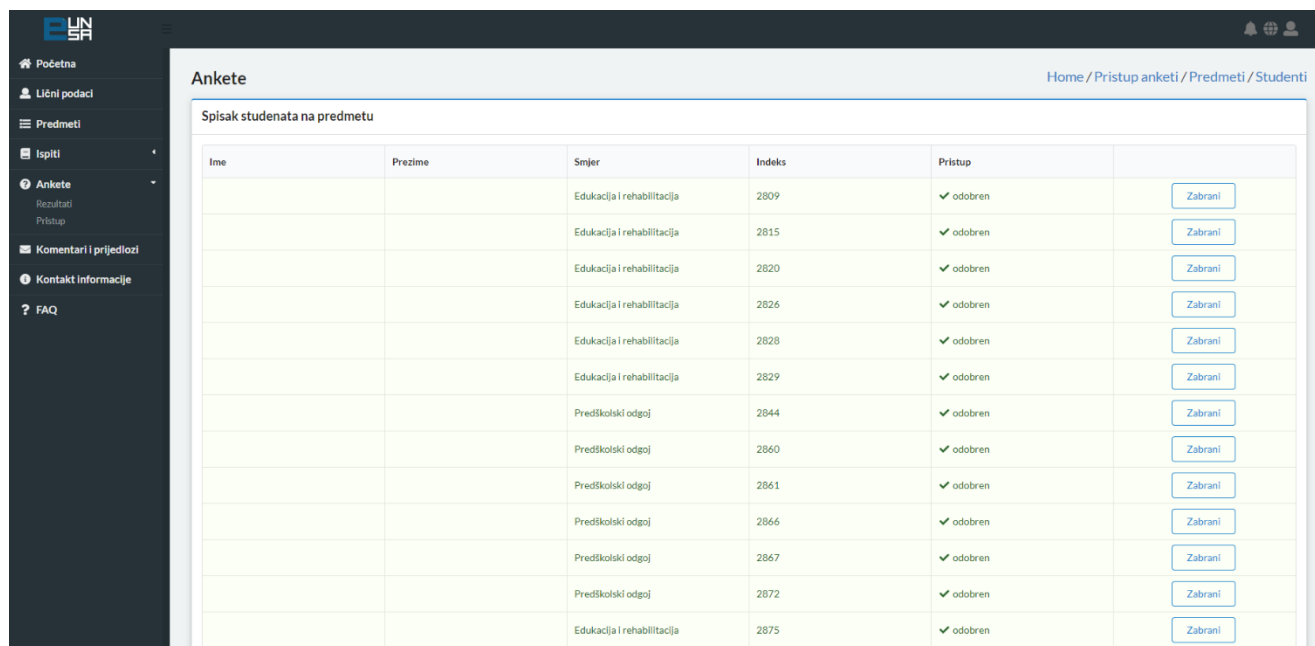 eUNSA
Početna
Lični podaci
Predmeti
Ispiti
Ankete
Rezultati
Pristup
Komentari i prijedlozi
Kontakt informacije
FAQ
Ankete
Home / Pristup anketi / Predmeti / Studenti
Spisak studenata na predmetu
Ime Prezime Smjer Indeks Pristup
Edukacija i rehabilitacija 2809 ✔ odobren Zabrani
Edukacija i rehabilitacija 2815 ✔ odobren Zabrani
Edukacija i rehabilitacija 2820 ✔ odobren Zabrani
Edukacija i rehabilitacija 2826 ✔ odobren Zabrani
Edukacija i rehabilitacija 2828 ✔ odobren Zabrani
Edukacija i rehabilitacija 2829 ✔ odobren Zabrani
Predškolski odgoj 2844 ✔ odobren Zabrani
Predškolski odgoj 2860 ✔ odobren Zabrani
Predškolski odgoj 2861 ✔ odobren Zabrani
Predškolski odgoj 2866 ✔ odobren Zabrani
Predškolski odgoj 2867 ✔ odobren Zabrani
Predškolski odgoj 2872 ✔ odobren Zabrani
Edukacija i rehabilitacija 2875 ✔ odobren Zabrani